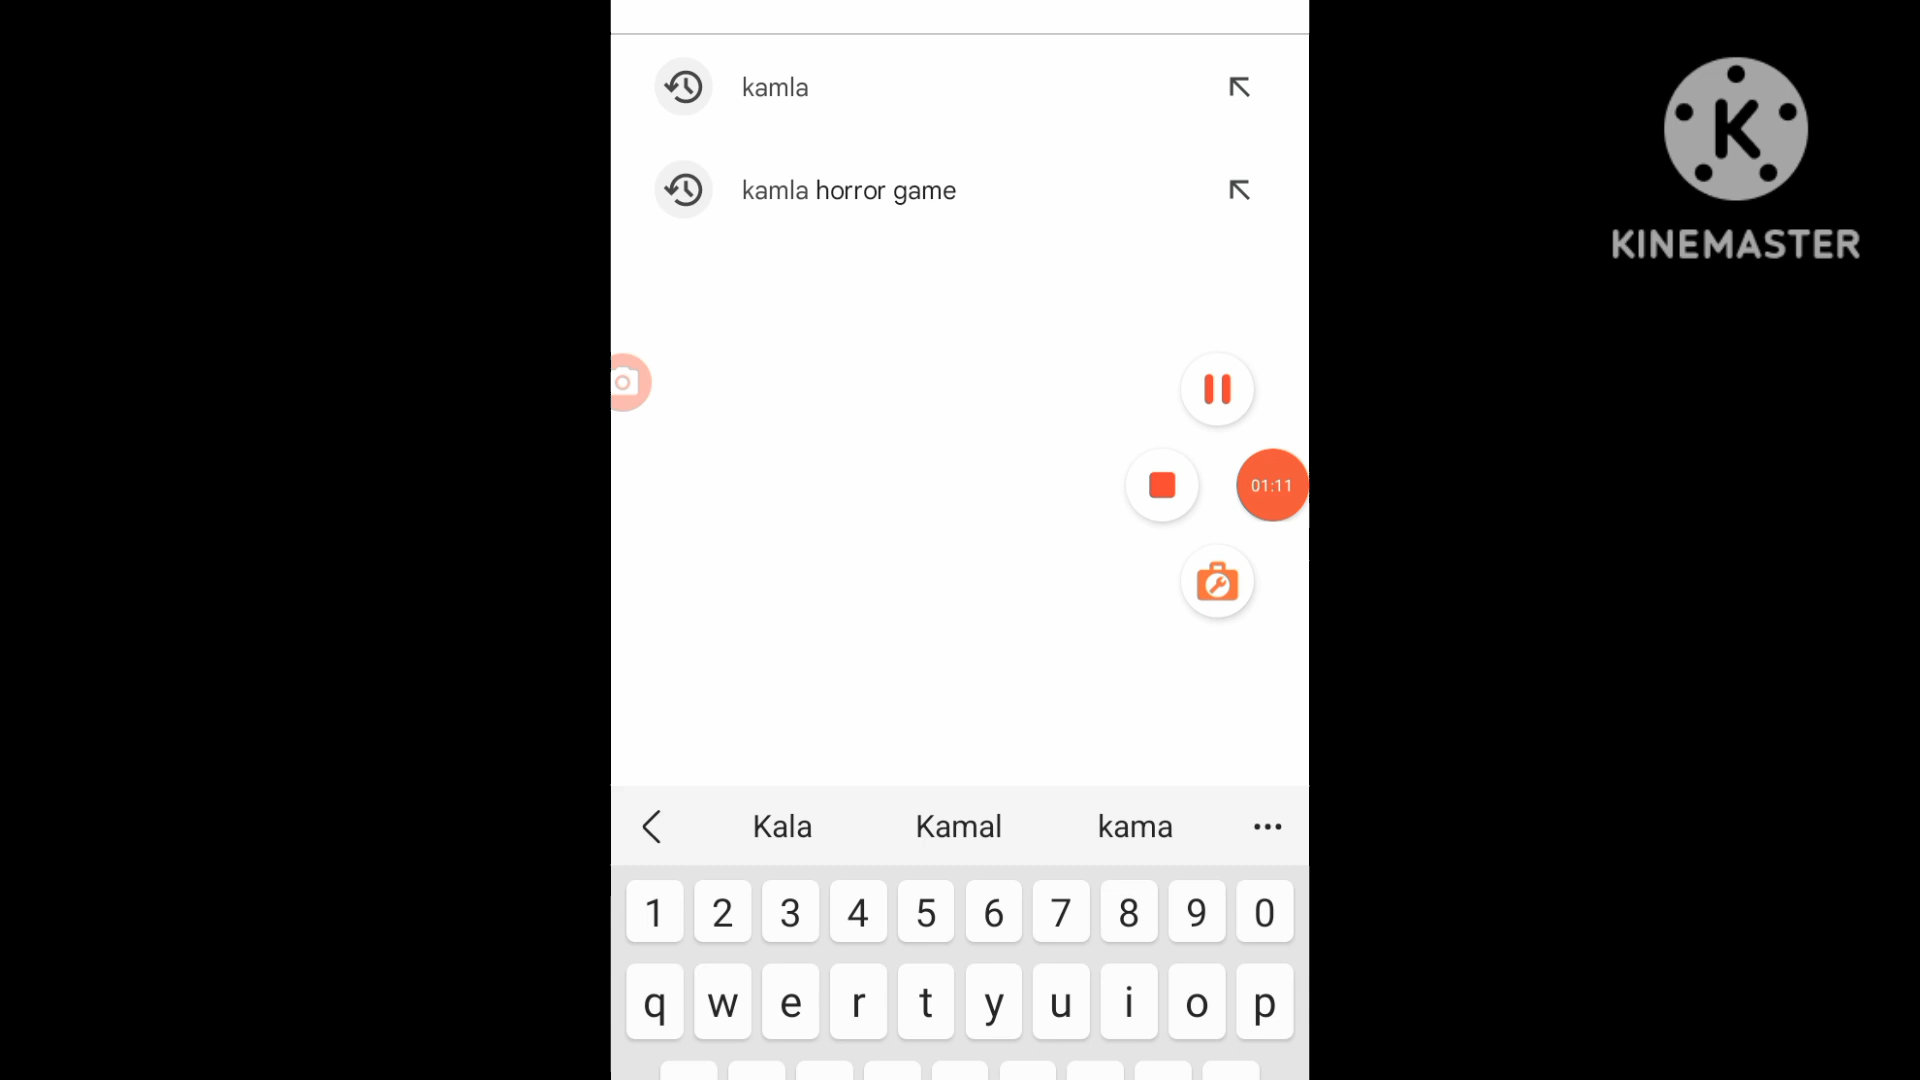 kamla
kamla horror game
K
KINEMASTER
01:11
Kala Kamal kama
1 2 3 4 5 6 7 8 9 0
q w e r t y u i o p